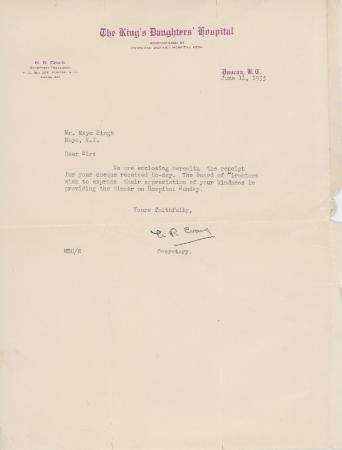 The King's Daughters' Hospital
Duncan, B.C.
June 11, 1935
Mr. Mayo Singh
Mayo, V.I.
Dear Sir:
We are enclosing herewith the receipt
for your cheque received to-day. The Board of Directors
wish to express their appreciation of your kindness in
providing the dinner on Hospital Sunday.
Yours faithfully,
Secretary.